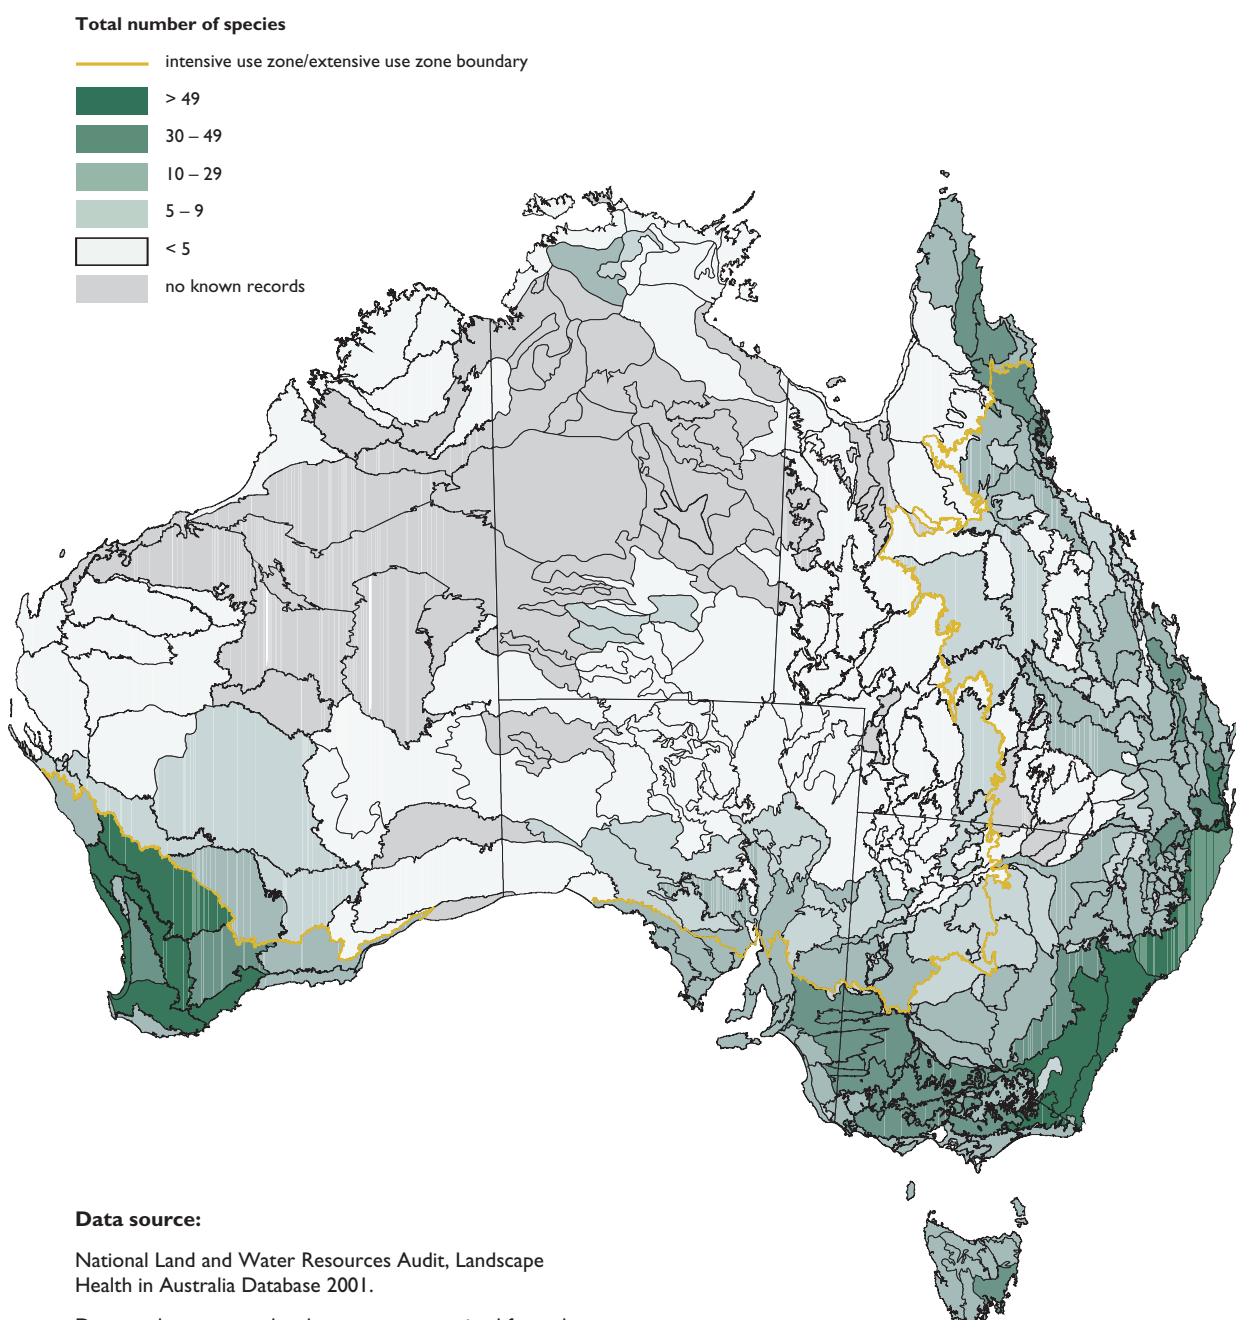 Total number of species
intensive use zone/extensive use zone boundary
> 49
30 – 49
10 – 29
5 – 9
< 5
no known records
Data source:
National Land and Water Resources Audit, Landscape
Health in Australia Database 2001.